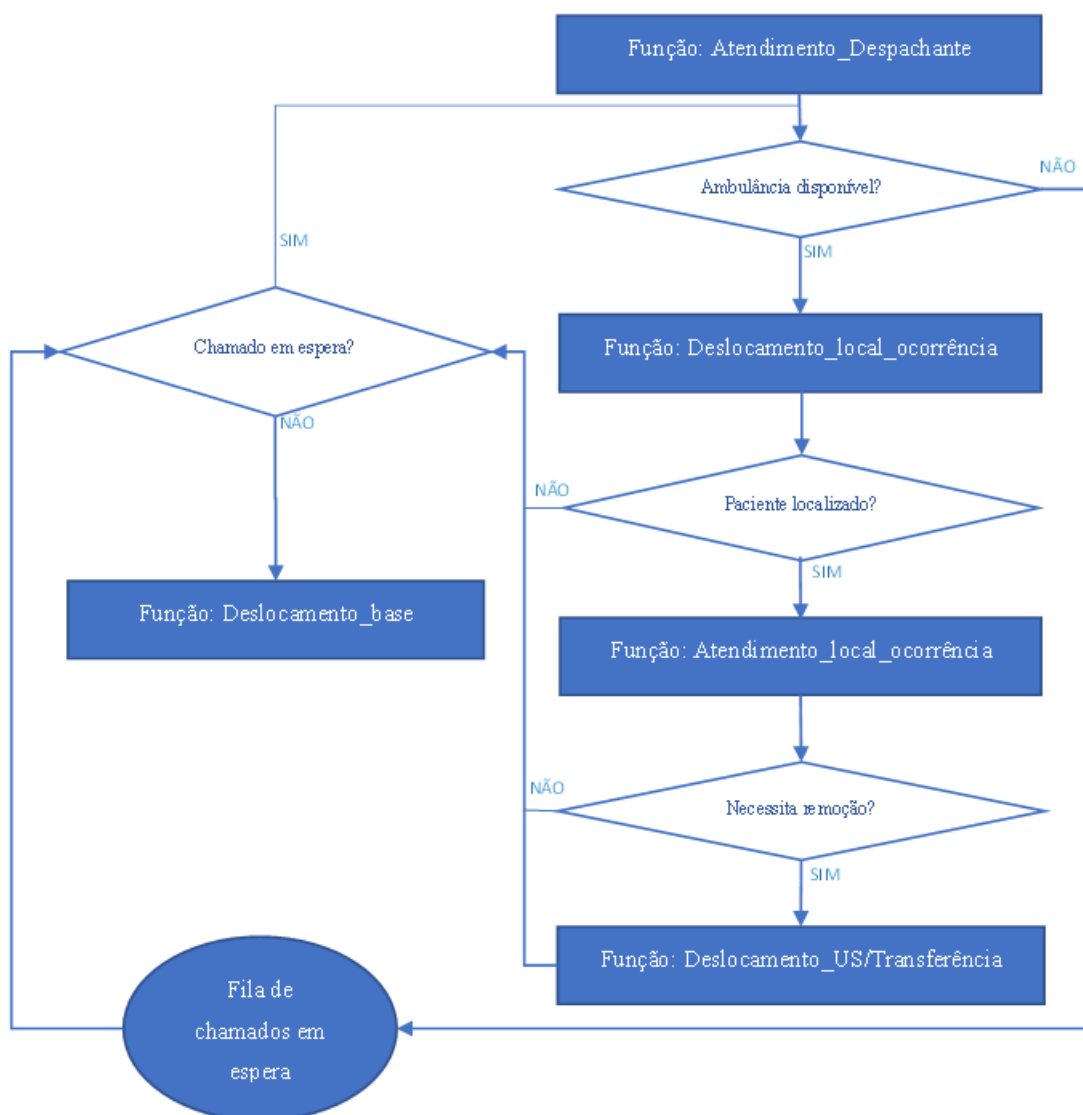 Função: Atendimento_Despachante
NÃO
Ambulância disponível?
SIM
SIM
Chamado em espera?
Função: Deslocamento_local_ocorrência
NÃO
NÃO
Paciente localizado?
SIM
Função: Deslocamento_base
Função: Atendimento_local_ocorrência
NÃO
Necessita remoção?
SIM
Função: Deslocamento_US/Transferência
Fila de
chamados em
espera